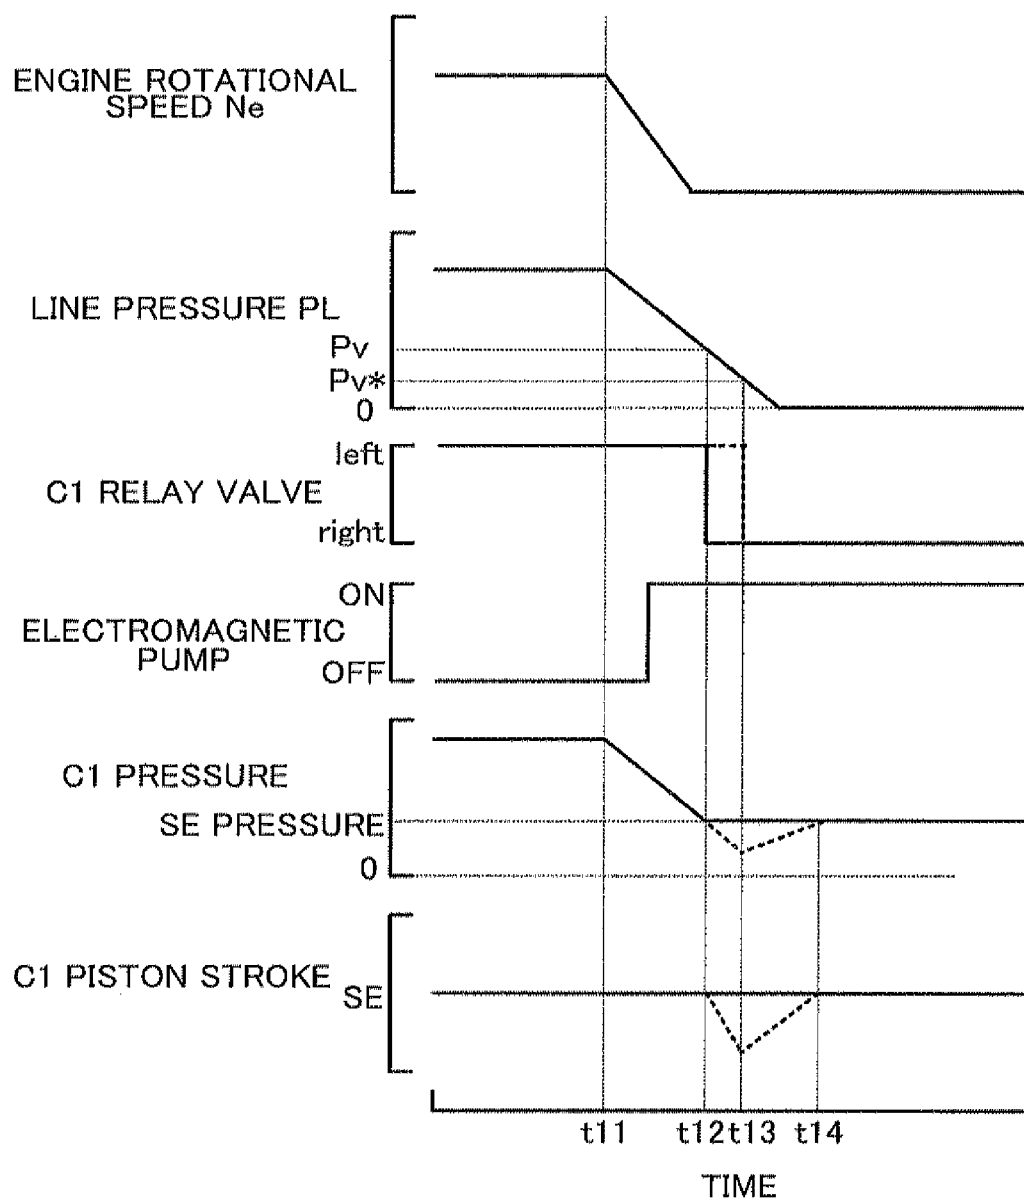 ENGINE ROTATIONAL
SPEED Ne
LINE PRESSURE PL
Pv
Pv*
0
left
C1 RELAY VALVE
right
ON
ELECTROMAGNETIC
PUMP
OFF
C1 PRESSURE
SE PRESSURE
0
C1 PISTON STROKE
SE
t11 t12 t13 t14
TIME